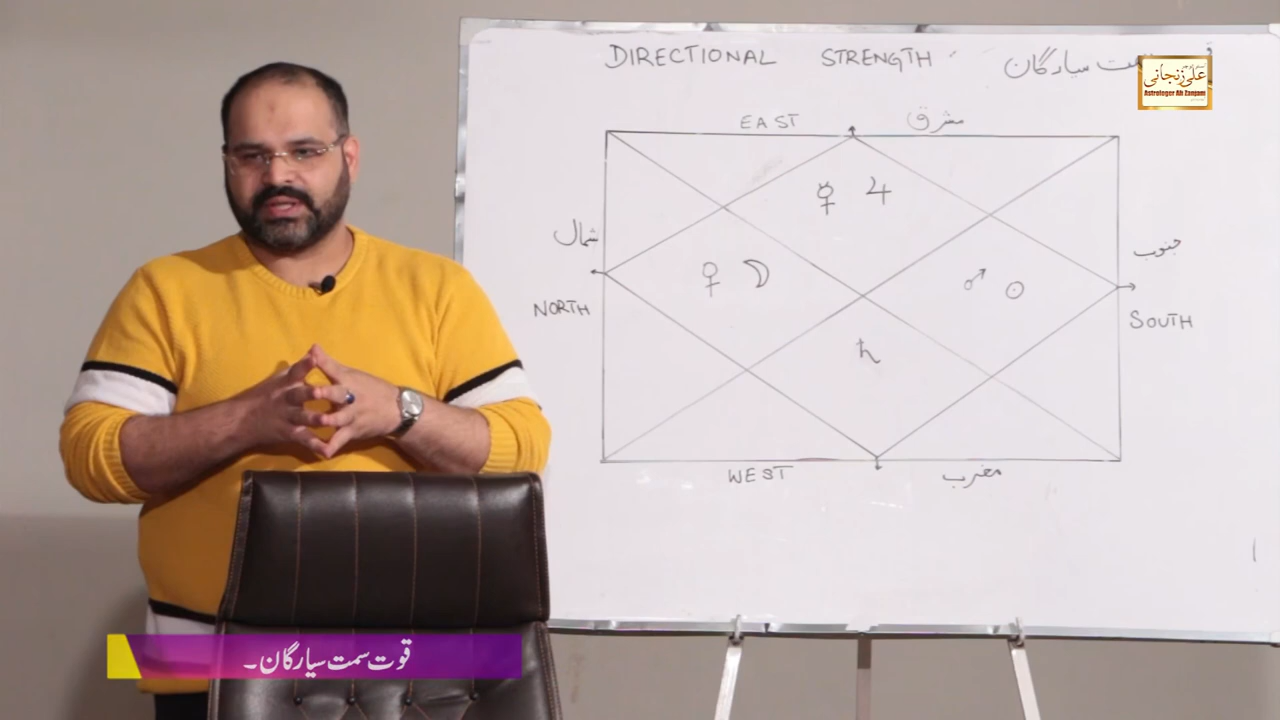 DIRECTIONAL STRENGTH سمت سیارگان
علی زنجانی
Astrologer Ali Zanjani
EAST مشرق
شمال
جنوب
NORTH
SOUTH
WEST مغرب
قوت سمت سیارگان۔